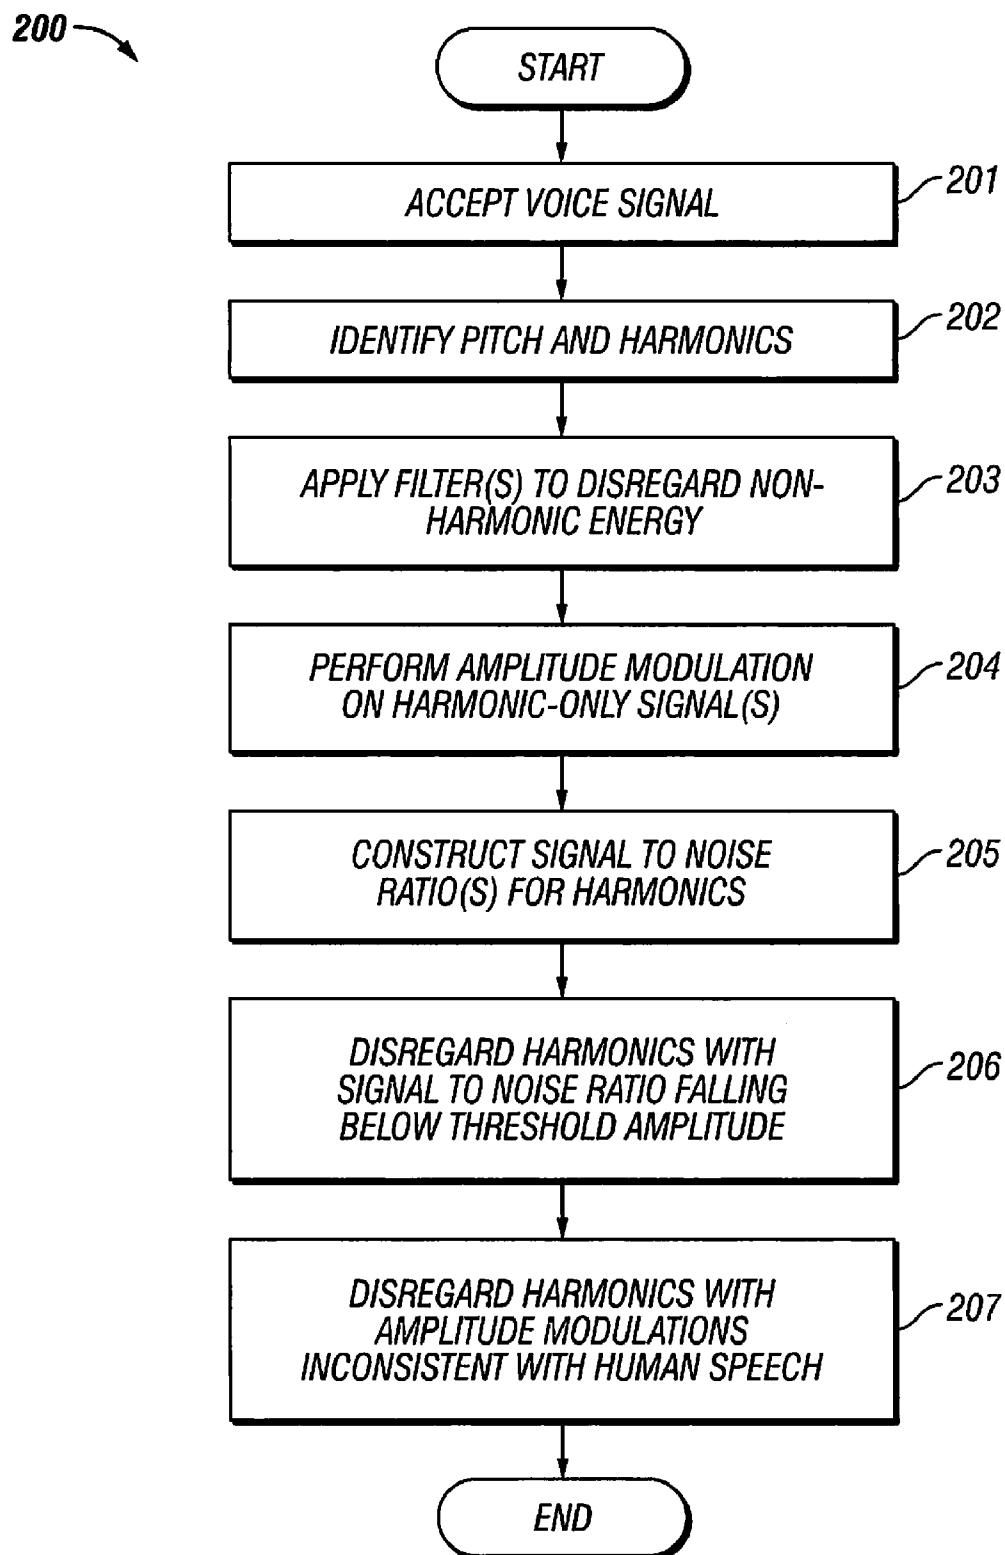 200
START
ACCEPT VOICE SIGNAL
201
IDENTIFY PITCH AND HARMONICS
202
APPLY FILTER(S) TO DISREGARD NON-
HARMONIC ENERGY
203
PERFORM AMPLITUDE MODULATION
ON HARMONIC-ONLY SIGNAL(S)
204
CONSTRUCT SIGNAL TO NOISE
RATIO(S) FOR HARMONICS
205
DISREGARD HARMONICS WITH
SIGNAL TO NOISE RATIO FALLING
BELOW THRESHOLD AMPLITUDE
206
DISREGARD HARMONICS WITH
AMPLITUDE MODULATIONS
INCONSISTENT WITH HUMAN SPEECH
207
END